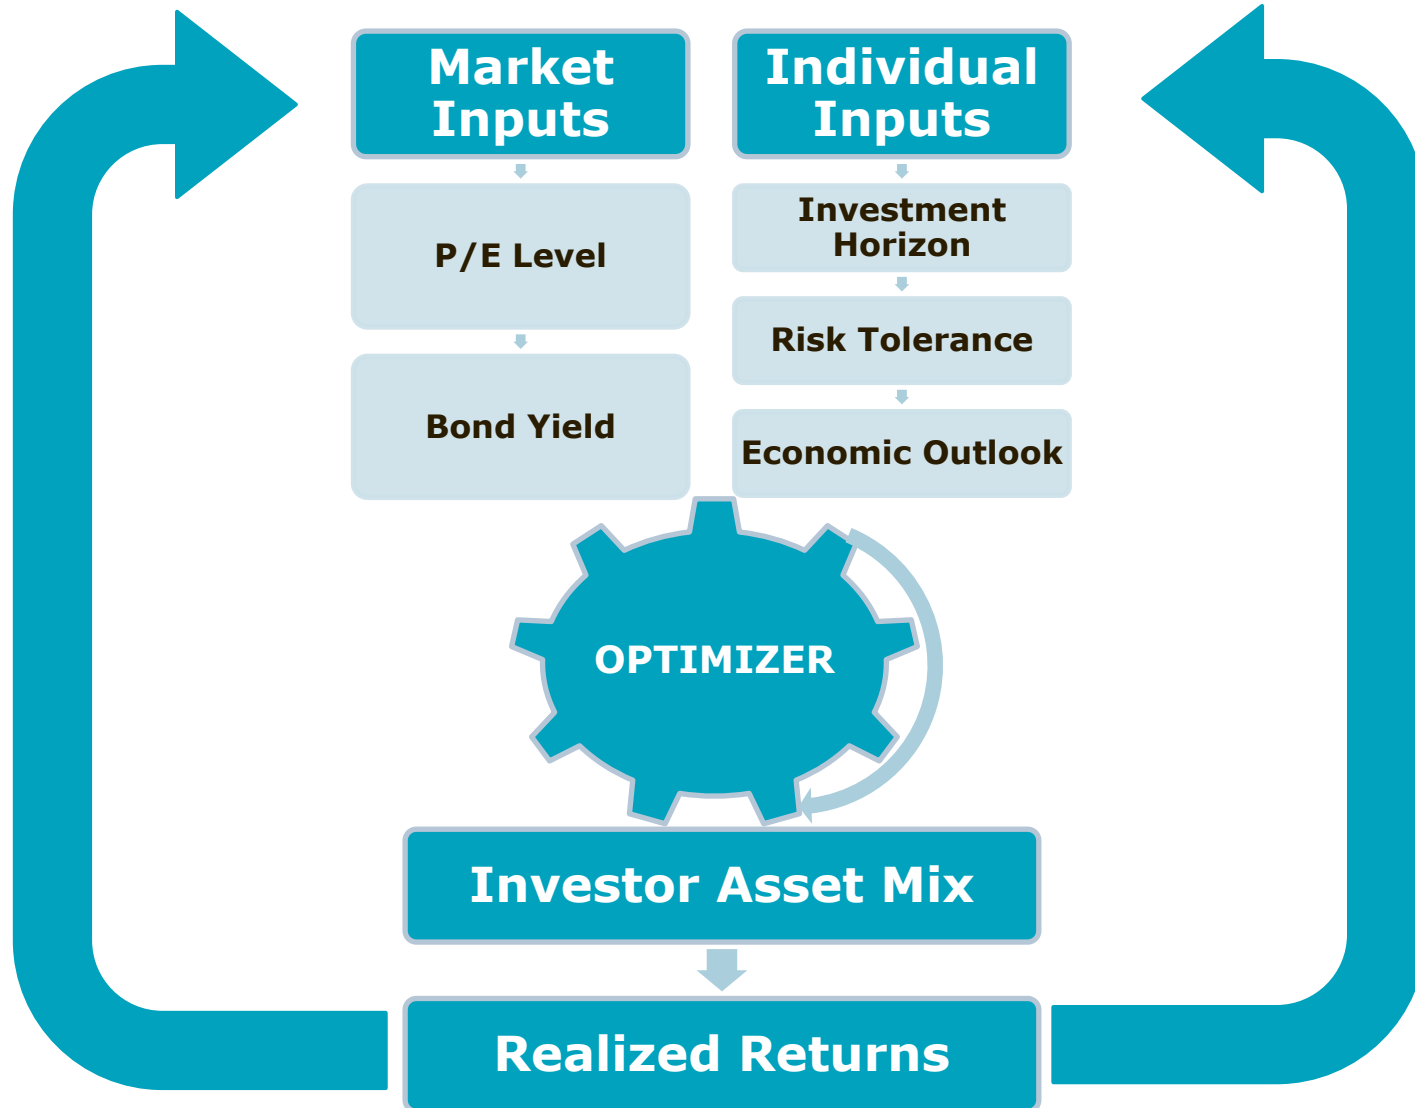 Market
Inputs
Individual
Inputs
P/E Level
Bond Yield
Investment
Horizon
Risk Tolerance
Economic Outlook
OPTIMIZER
Investor Asset Mix
Realized Returns